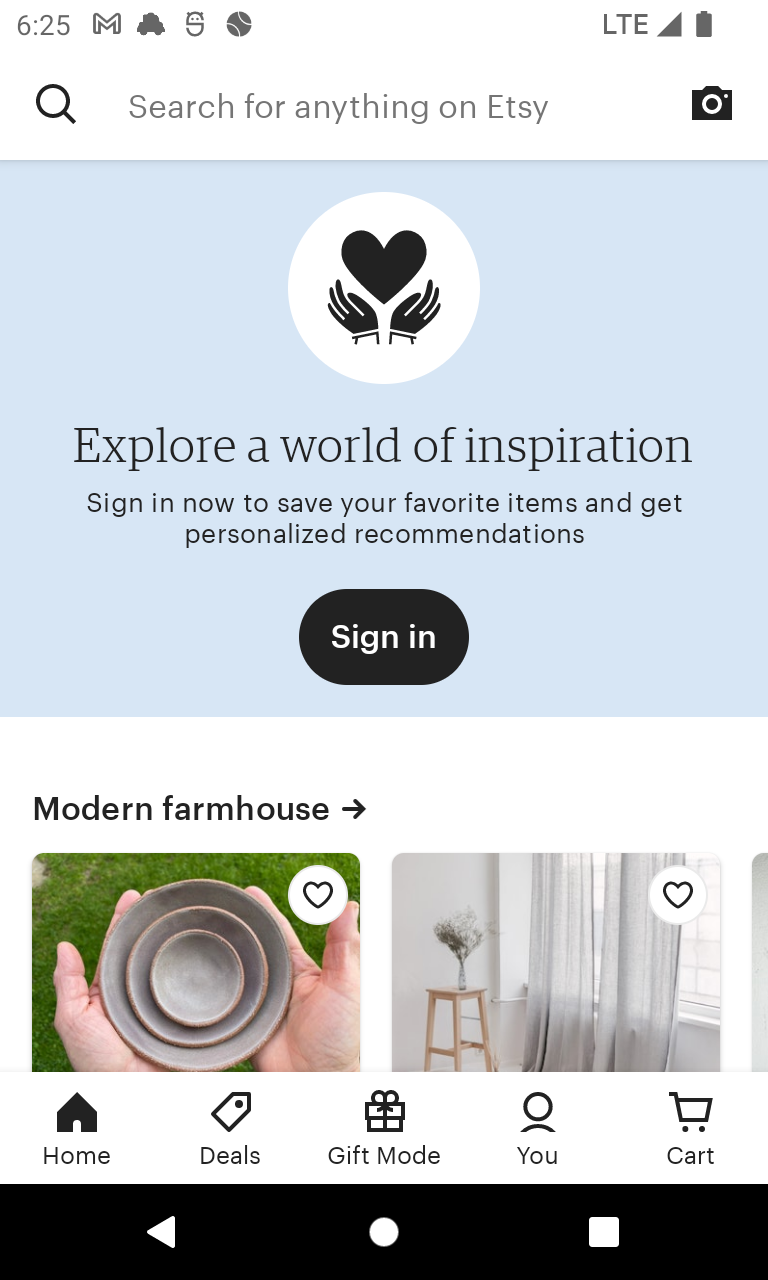 6:25
LTE
Search for anything on Etsy
Explore a world of inspiration
Sign in now to save your favorite items and get
personalized recommendations
Sign in
Modern farmhouse
Home
Deals
Gift Mode
You
Cart